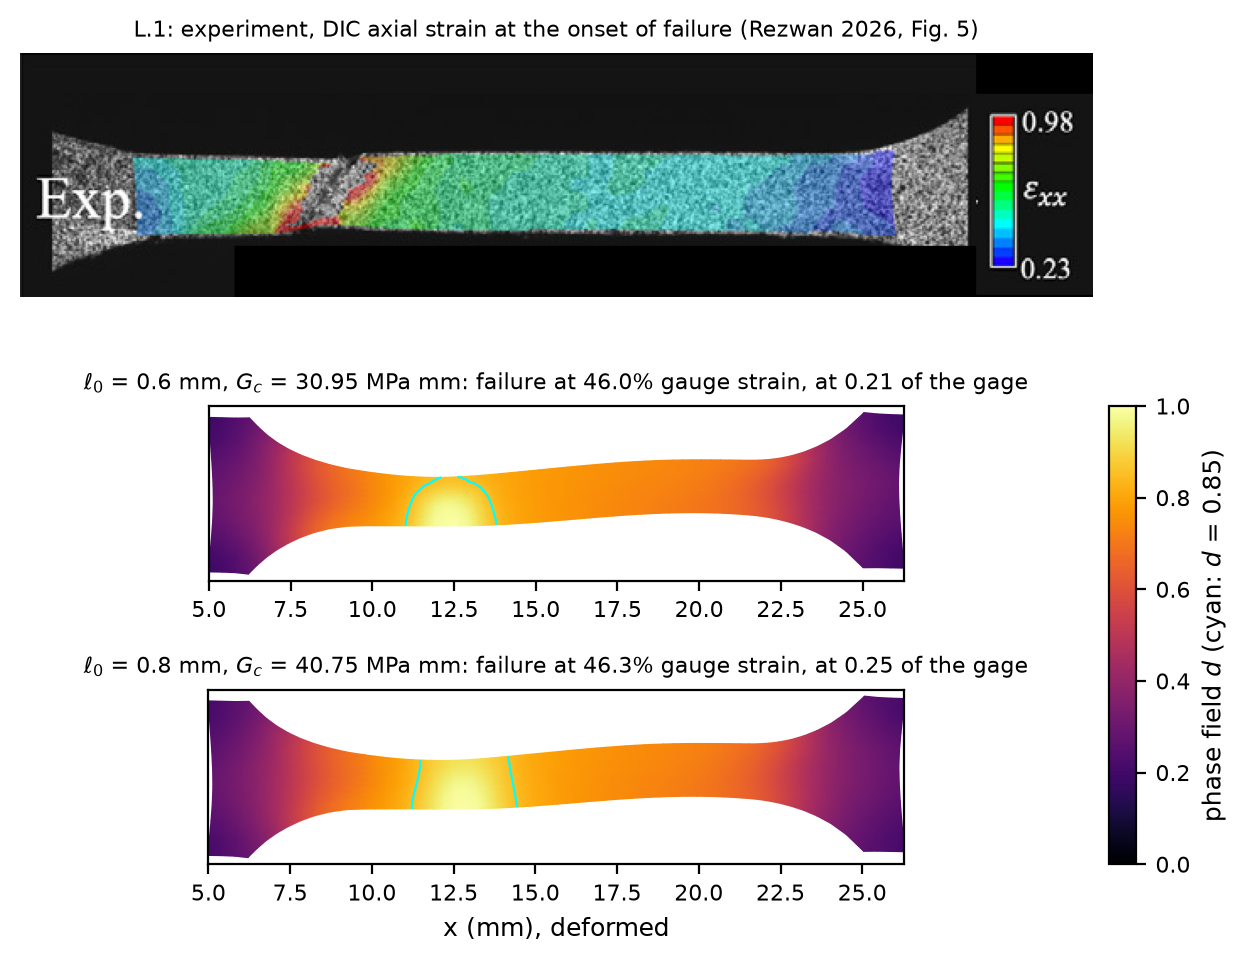 L.1: experiment, DIC axial strain at the onset of failure (Rezwan 2026, Fig. 5)
Exp.
0.98
εxx
0.23
ℓ0 = 0.6 mm, Gc = 30.95 MPa mm: failure at 46.0% gauge strain, at 0.21 of the gage
5.0 7.5 10.0 12.5 15.0 17.5 20.0 22.5 25.0
ℓ0 = 0.8 mm, Gc = 40.75 MPa mm: failure at 46.3% gauge strain, at 0.25 of the gage
5.0 7.5 10.0 12.5 15.0 17.5 20.0 22.5 25.0
x (mm), deformed
1.0
0.8
0.6
0.4
0.2
0.0
phase field d (cyan: d = 0.85)